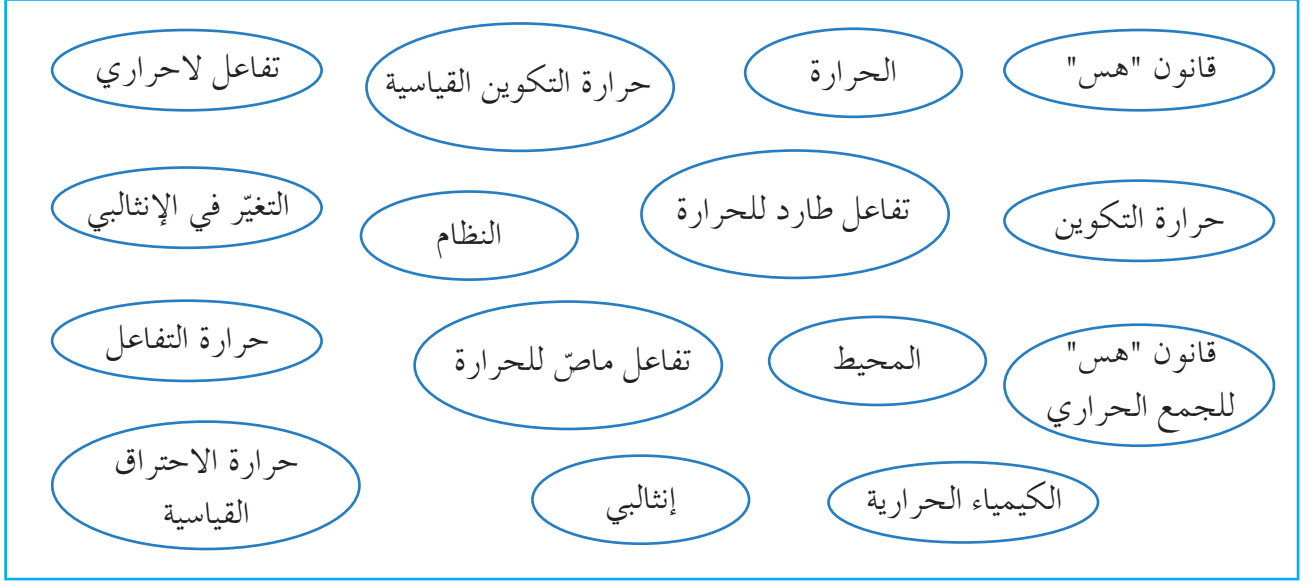 قانون "هس"
الحرارة
حرارة التكوين القياسية
تفاعل لاحراري
حرارة التكوين
تفاعل طارد للحرارة
النظام
التغيّر في الإنثالبي
قانون "هس"
للجمع الحراري
المحيط
تفاعل ماصّ للحرارة
حرارة التفاعل
الكيمياء الحرارية
إنثالبي
حرارة الاحتراق
القياسية